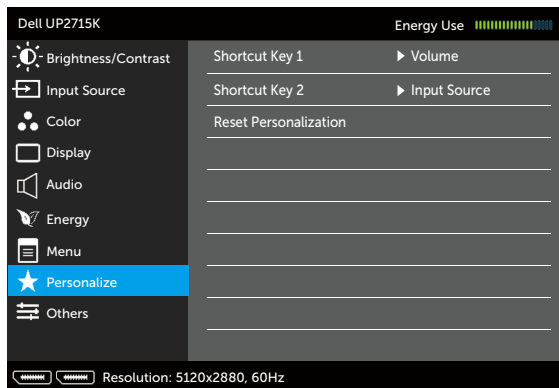 Dell UP2715K
Energy Use
Brightness/Contrast
Shortcut Key 1
Volume
Input Source
Shortcut Key 2
Input Source
Color
Reset Personalization
Display
Audio
Energy
Menu
Personalize
Others
Resolution: 5120x2880, 60Hz